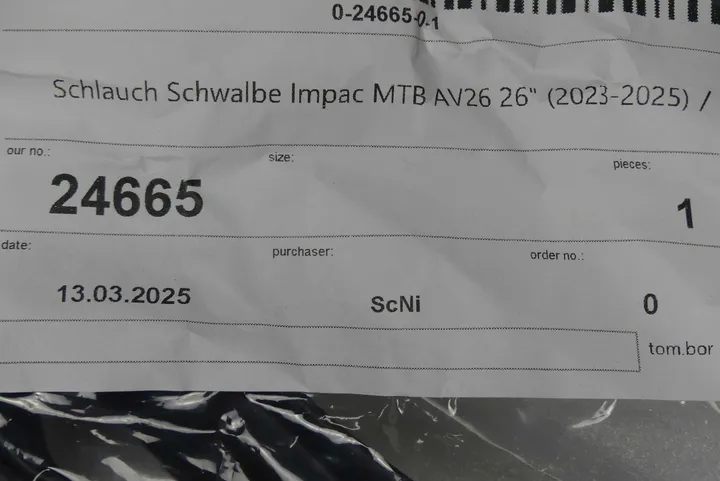 0-24665-0-1
Schlauch Schwalbe Impac MTB AV26 26" (2023-2025) /
our no.: size: pieces:
24665 1
date: purchaser: order no.:
13.03.2025 ScNi 0
tom.bor